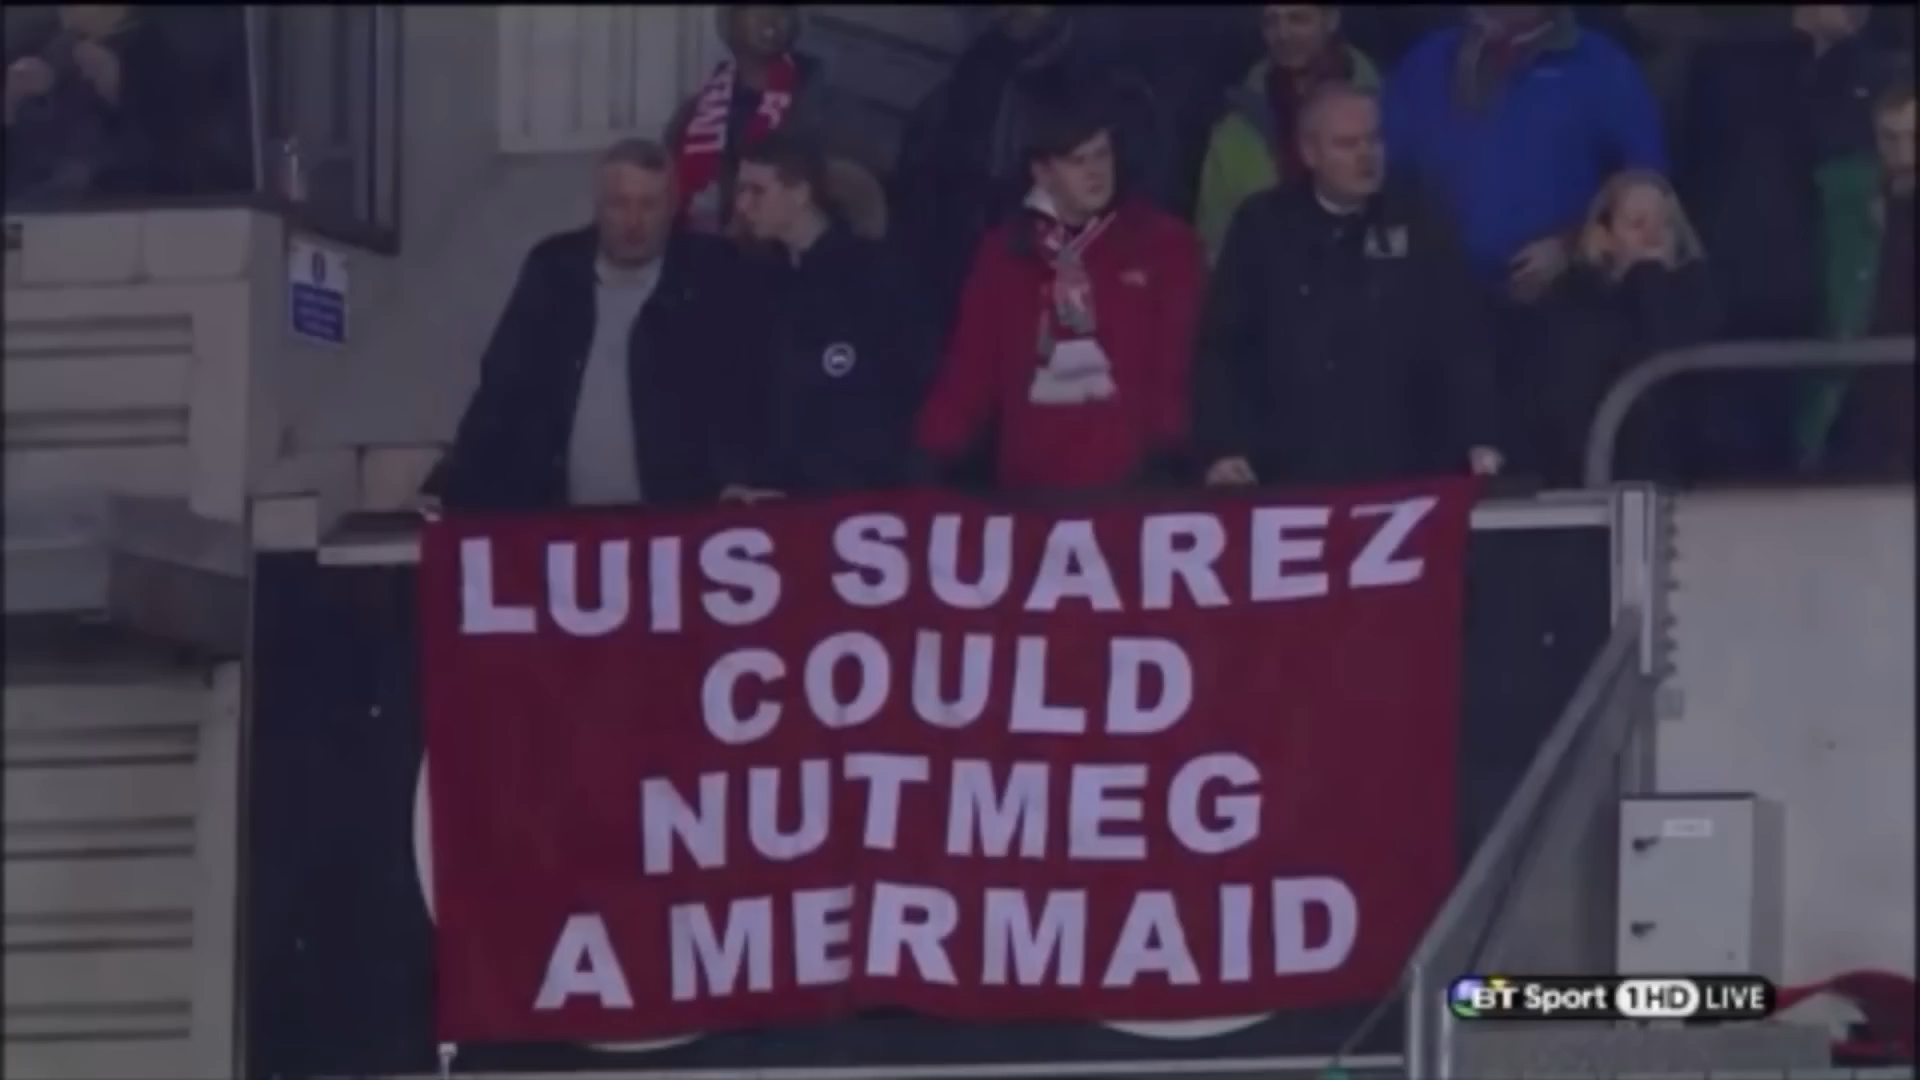 LUIS SUAREZ
COULD
NUTMEG
A MERMAID
BT Sport 1HD LIVE